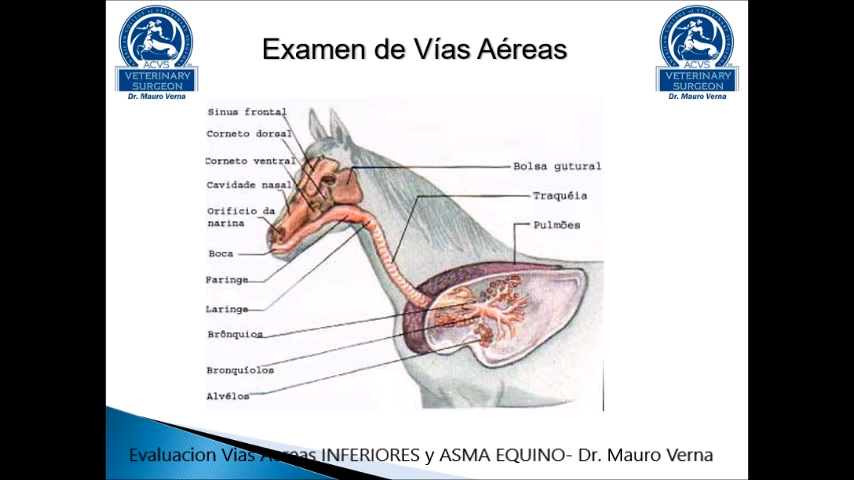 ACVS
VETERINARY
SURGEON
Dr. Mauro Verna
Examen de Vías Aéreas
ACVS
VETERINARY
SURGEON
Dr. Mauro Verna
Sinus frontal
Corneto dorsal
Corneto ventral
Cavidade nasal
Orifício da
narina
Boca
Faringe
Laringe
Brônquios
Bronquíolos
Alvélos
Bolsa gutural
Traquéia
Pulmões
Evaluacion Vias Aereas INFERIORES y ASMA EQUINO- Dr. Mauro Verna